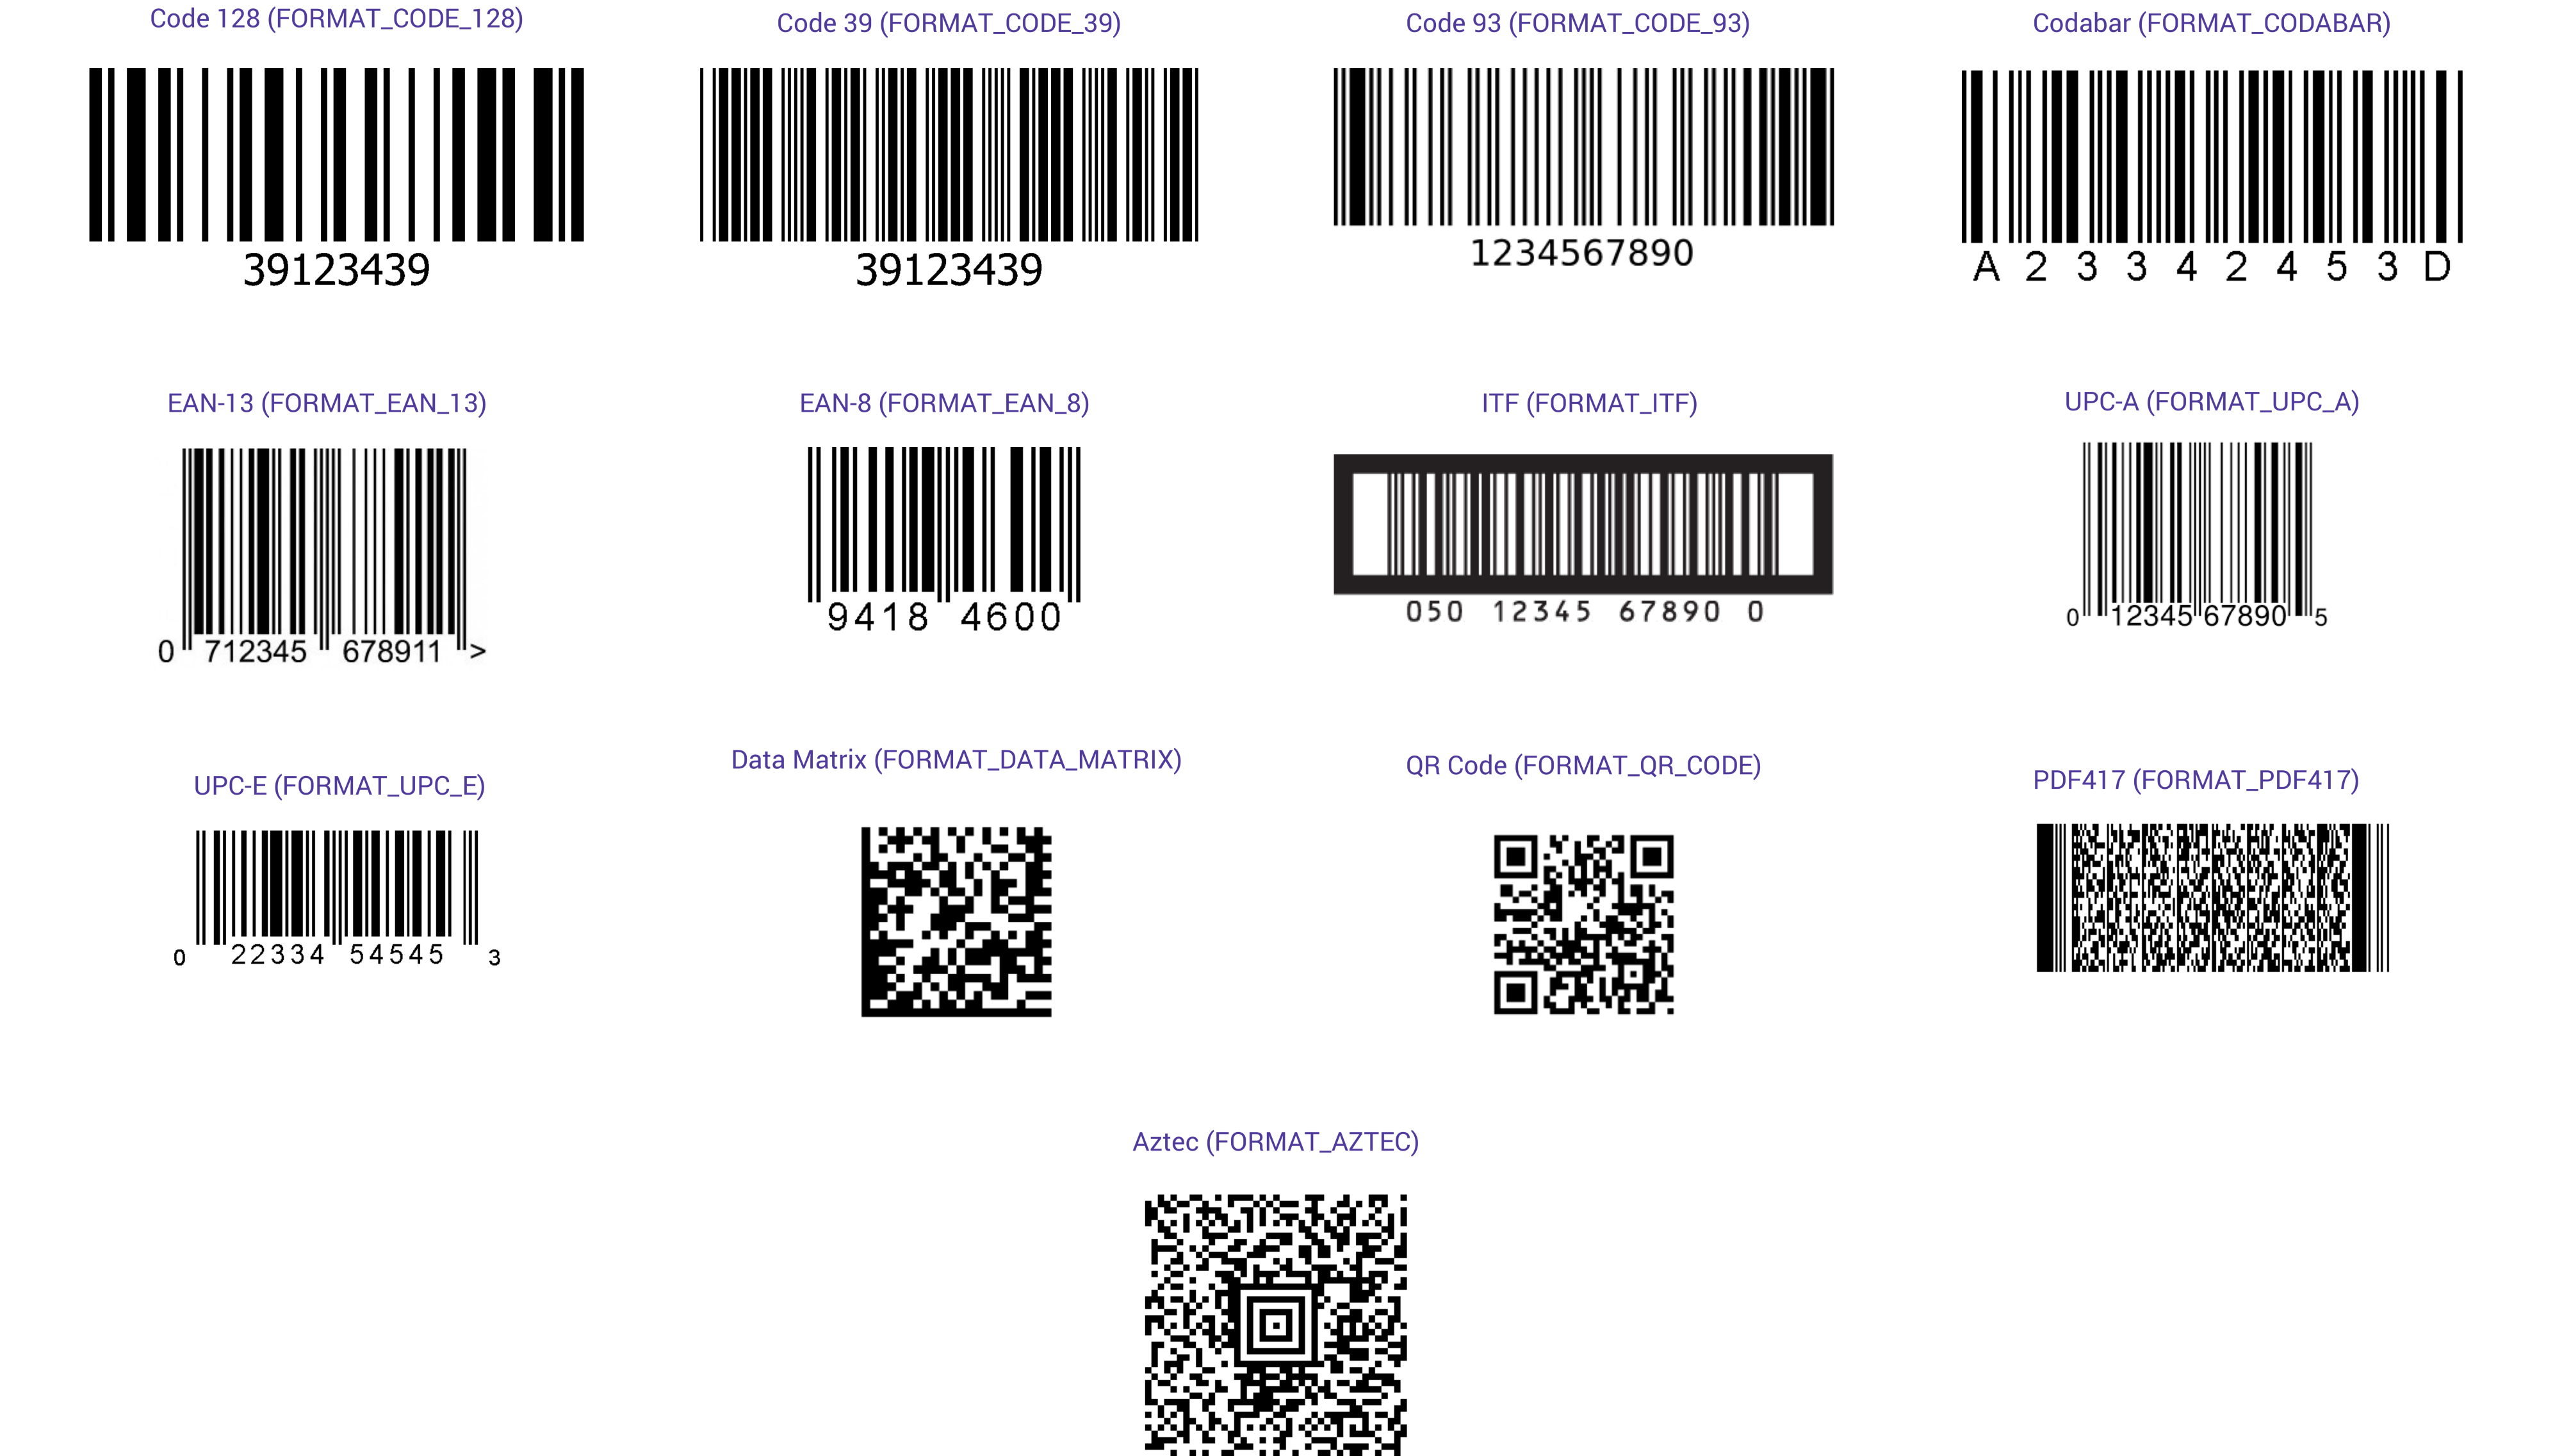 Code 128 (FORMAT_CODE_128)
Code 39 (FORMAT_CODE_39)
Code 93 (FORMAT_CODE_93)
Codabar (FORMAT_CODABAR)
39123439
39123439
1234567890
A 2 3 3 4 2 4 5 3 D
EAN-13 (FORMAT_EAN_13)
EAN-8 (FORMAT_EAN_8)
ITF (FORMAT_ITF)
UPC-A (FORMAT_UPC_A)
0 712345 678911 >
9418 4600
050 12345 67890 0
0 12345 67890 5
UPC-E (FORMAT_UPC_E)
Data Matrix (FORMAT_DATA_MATRIX)
QR Code (FORMAT_QR_CODE)
PDF417 (FORMAT_PDF417)
0 22334 54545 3
Aztec (FORMAT_AZTEC)